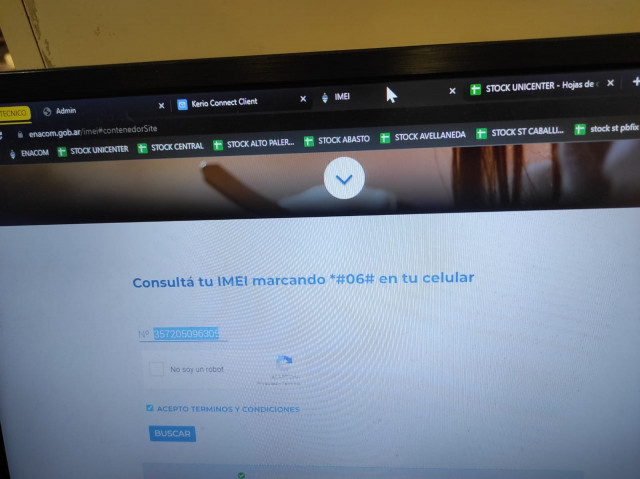 TECNICO Admin Kerio Connect Client IMEI STOCK UNICENTER - Hojas de
enacom.gob.ar/imei#contenedorSite
ENACOM STOCK UNICENTER STOCK CENTRAL STOCK ALTO PALER... STOCK ABASTO STOCK AVELLANEDA STOCK ST CABALLI... stock st pbfix
Consultá tu IMEI marcando *#06# en tu celular
Nº
No soy un robot
ACEPTO TERMINOS Y CONDICIONES
BUSCAR